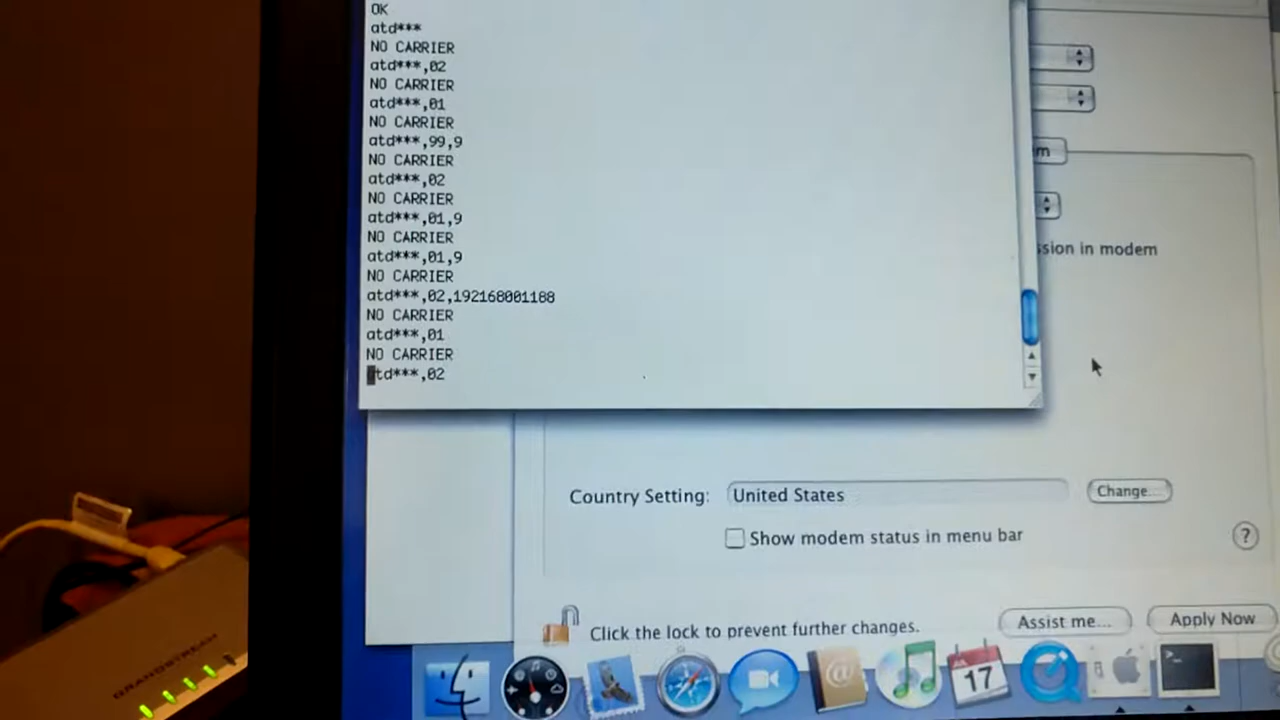 OK
atd***
NO CARRIER
atd***,02
NO CARRIER
atd***,01
NO CARRIER
atd***,99,9
NO CARRIER
atd***,02
NO CARRIER
atd***,01,9
NO CARRIER
atd***,01,9
NO CARRIER
atd***,02,192168001188
NO CARRIER
atd***,01
NO CARRIER
atd***,02
m
ssion in modem
Country Setting: United States Change...
Show modem status in menu bar
?
Click the lock to prevent further changes.
Assist me... Apply Now
GRANDSTREAM
@
17
>_